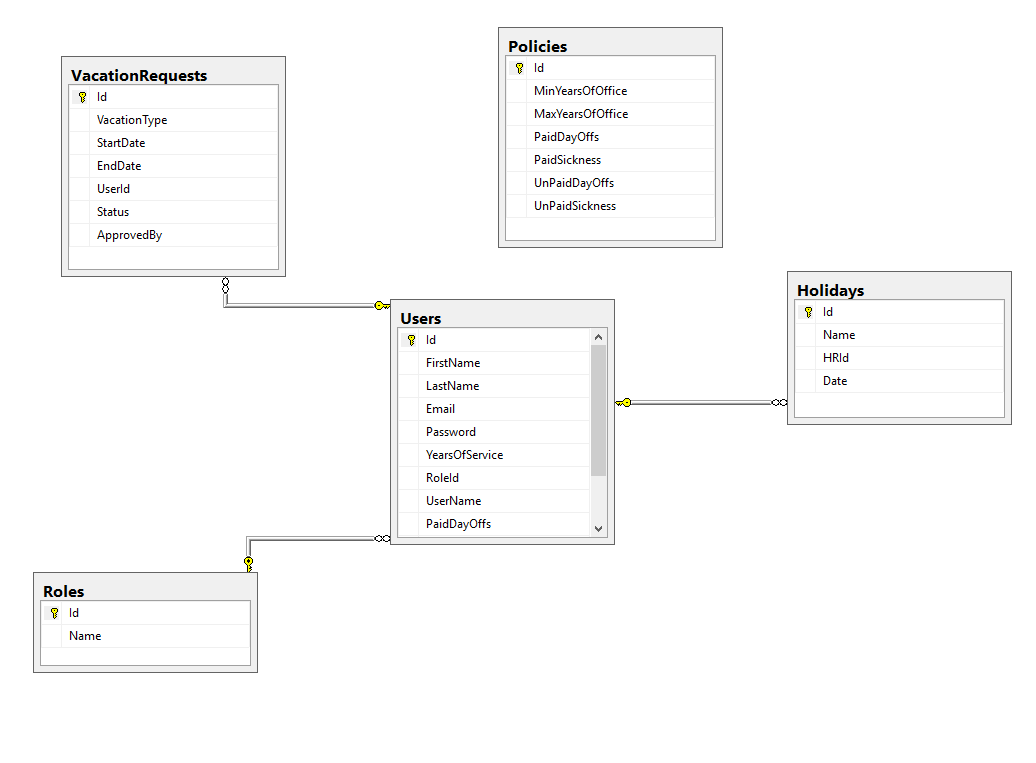 VacationRequests
Id
VacationType
StartDate
EndDate
UserId
Status
ApprovedBy
Policies
Id
MinYearsOfOffice
MaxYearsOfOffice
PaidDayOffs
PaidSickness
UnPaidDayOffs
UnPaidSickness
Users
Id
FirstName
LastName
Email
Password
YearsOfService
RoleId
UserName
PaidDayOffs
Holidays
Id
Name
HRId
Date
Roles
Id
Name